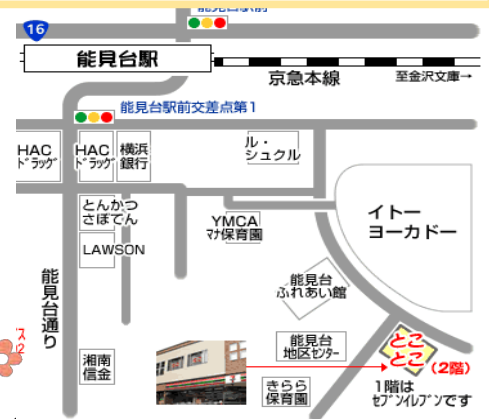 能見台駅前
16
能見台駅
京急本線
至金沢文庫→
能見台駅前交差点第1
HAC
ドラッグ
HAC
ドラッグ
横浜
銀行
ル・
シュクル
とんかつ
さぼてん
LAWSON
YMCA
マナ保育園
イトー
ヨーカドー
能見台通り
能見台
ふれあい館
能見台
地区センター
湘南
信金
きらら
保育園
とこ
とこ
(2階)
1階は
セブンイレブンです